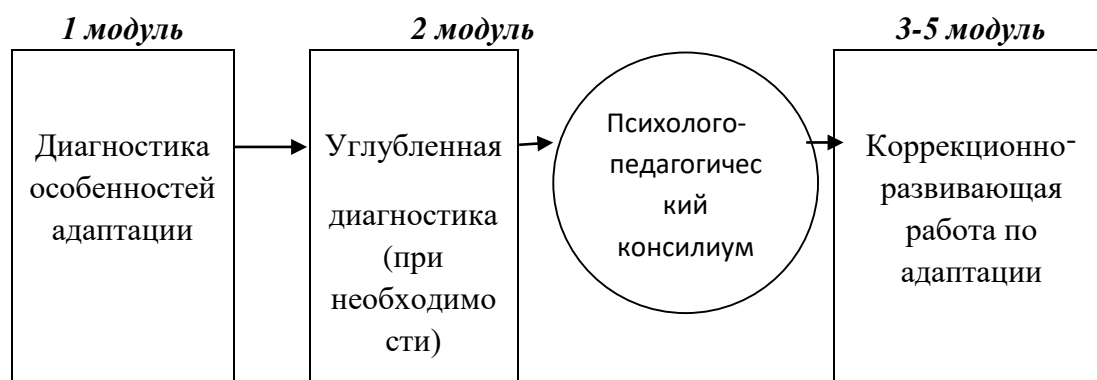 1 модуль
2 модуль
3-5 модуль
Диагностика
особенностей
адаптации
Углубленная
диагностика
(при
необходимо
сти)
Психолого-
педагогичес
кий
консилиум
Коррекционно-
развивающая
работа по
адаптации